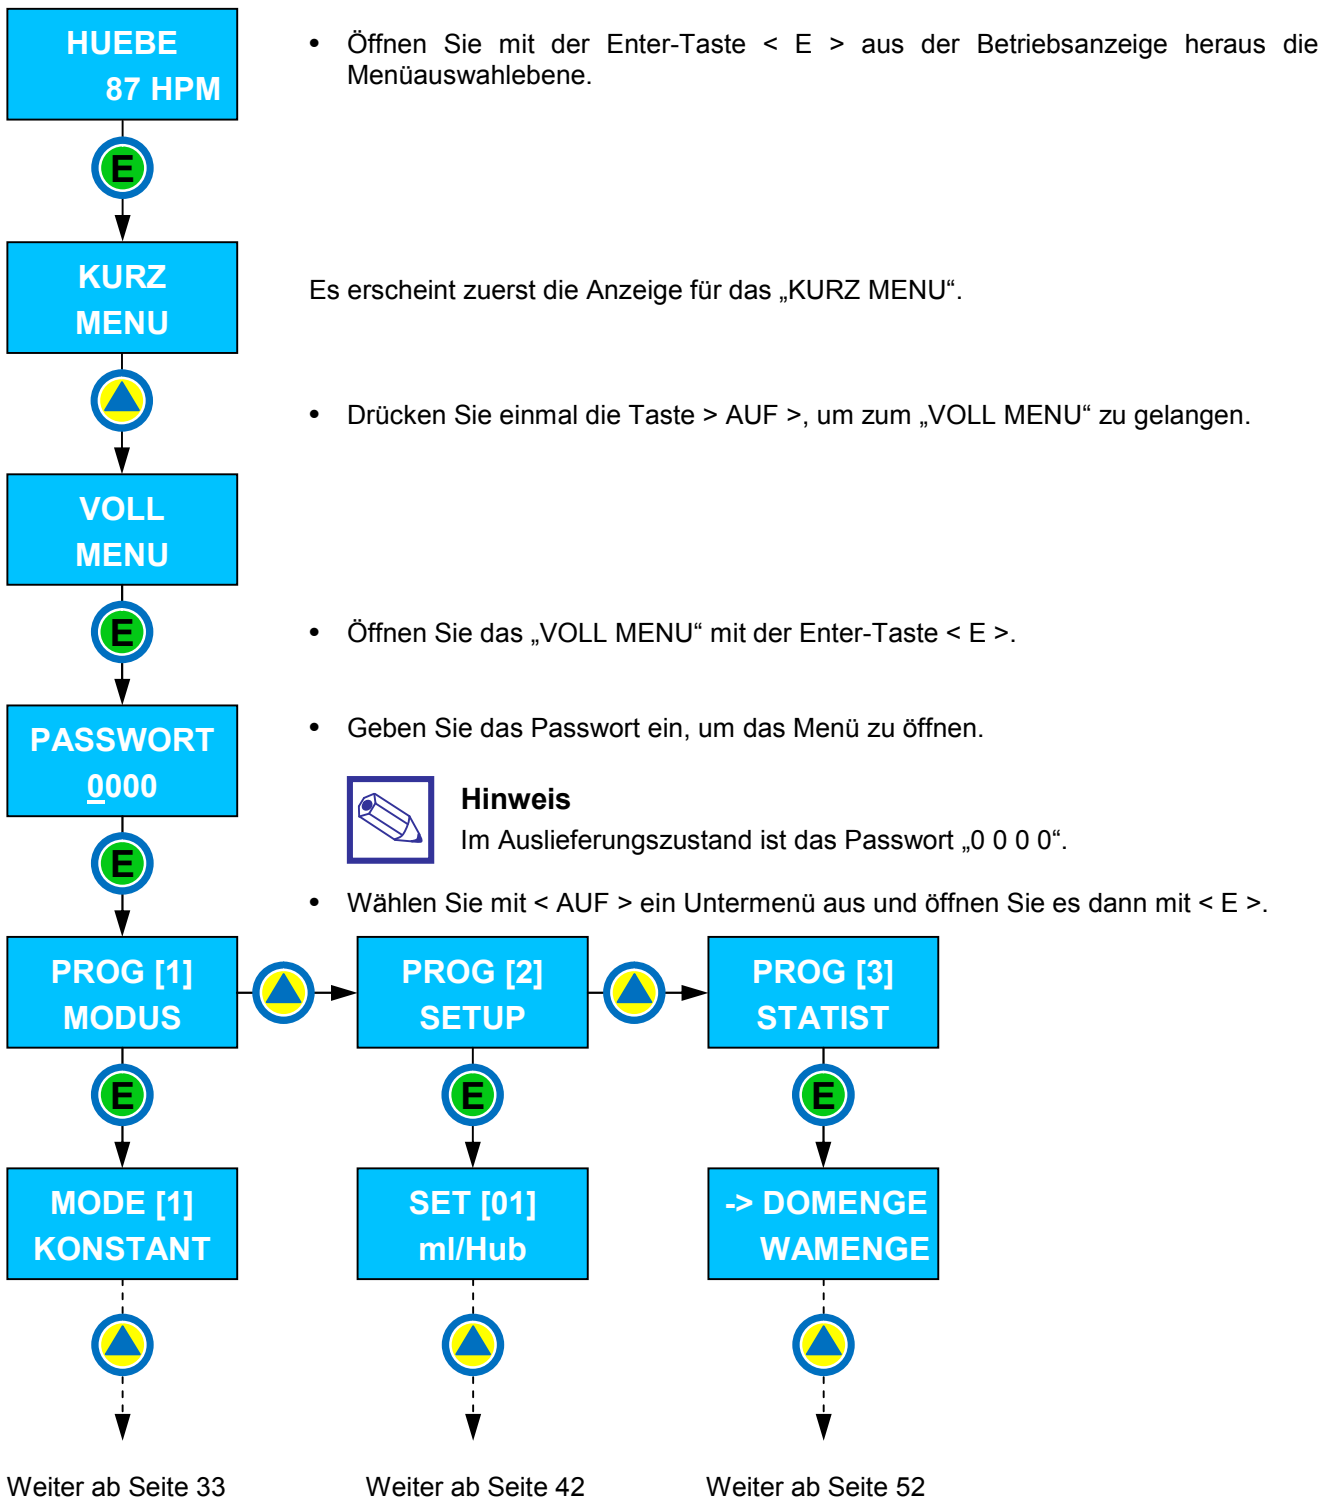 HUEBE
87 HPM
• Öffnen Sie mit der Enter-Taste < E > aus der Betriebsanzeige heraus die
Menüauswahlebene.
E
KURZ
MENU
Es erscheint zuerst die Anzeige für das „KURZ MENU“.
• Drücken Sie einmal die Taste > AUF >, um zum „VOLL MENU“ zu gelangen.
VOLL
MENU
E
• Öffnen Sie das „VOLL MENU“ mit der Enter-Taste < E >.
PASSWORT
0000
• Geben Sie das Passwort ein, um das Menü zu öffnen.
Hinweis
Im Auslieferungszustand ist das Passwort „0 0 0 0“.
E
• Wählen Sie mit < AUF > ein Untermenü aus und öffnen Sie es dann mit < E >.
PROG [1]
MODUS
PROG [2]
SETUP
PROG [3]
STATIST
E
E
E
MODE [1]
KONSTANT
SET [01]
ml/Hub
-> DOMENGE
WAMENGE
Weiter ab Seite 33
Weiter ab Seite 42
Weiter ab Seite 52